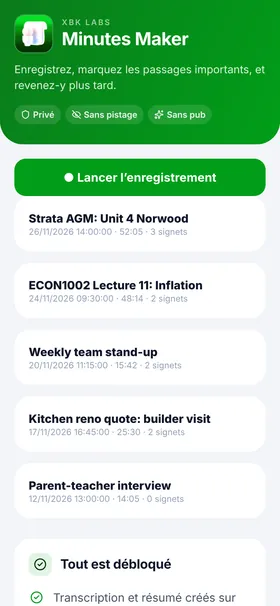 XBK LABS
Minutes Maker
Enregistrez, marquez les passages importants, et
revenez-y plus tard.
Privé Sans pistage Sans pub
Lancer l’enregistrement
Strata AGM: Unit 4 Norwood
26/11/2026 14:00:00 · 52:05 · 3 signets
ECON1002 Lecture 11: Inflation
24/11/2026 09:30:00 · 48:14 · 2 signets
Weekly team stand-up
20/11/2026 11:15:00 · 15:42 · 2 signets
Kitchen reno quote: builder visit
17/11/2026 16:45:00 · 25:30 · 2 signets
Parent-teacher interview
12/11/2026 13:00:00 · 14:05 · 0 signets
Tout est débloqué
Transcription et résumé créés sur